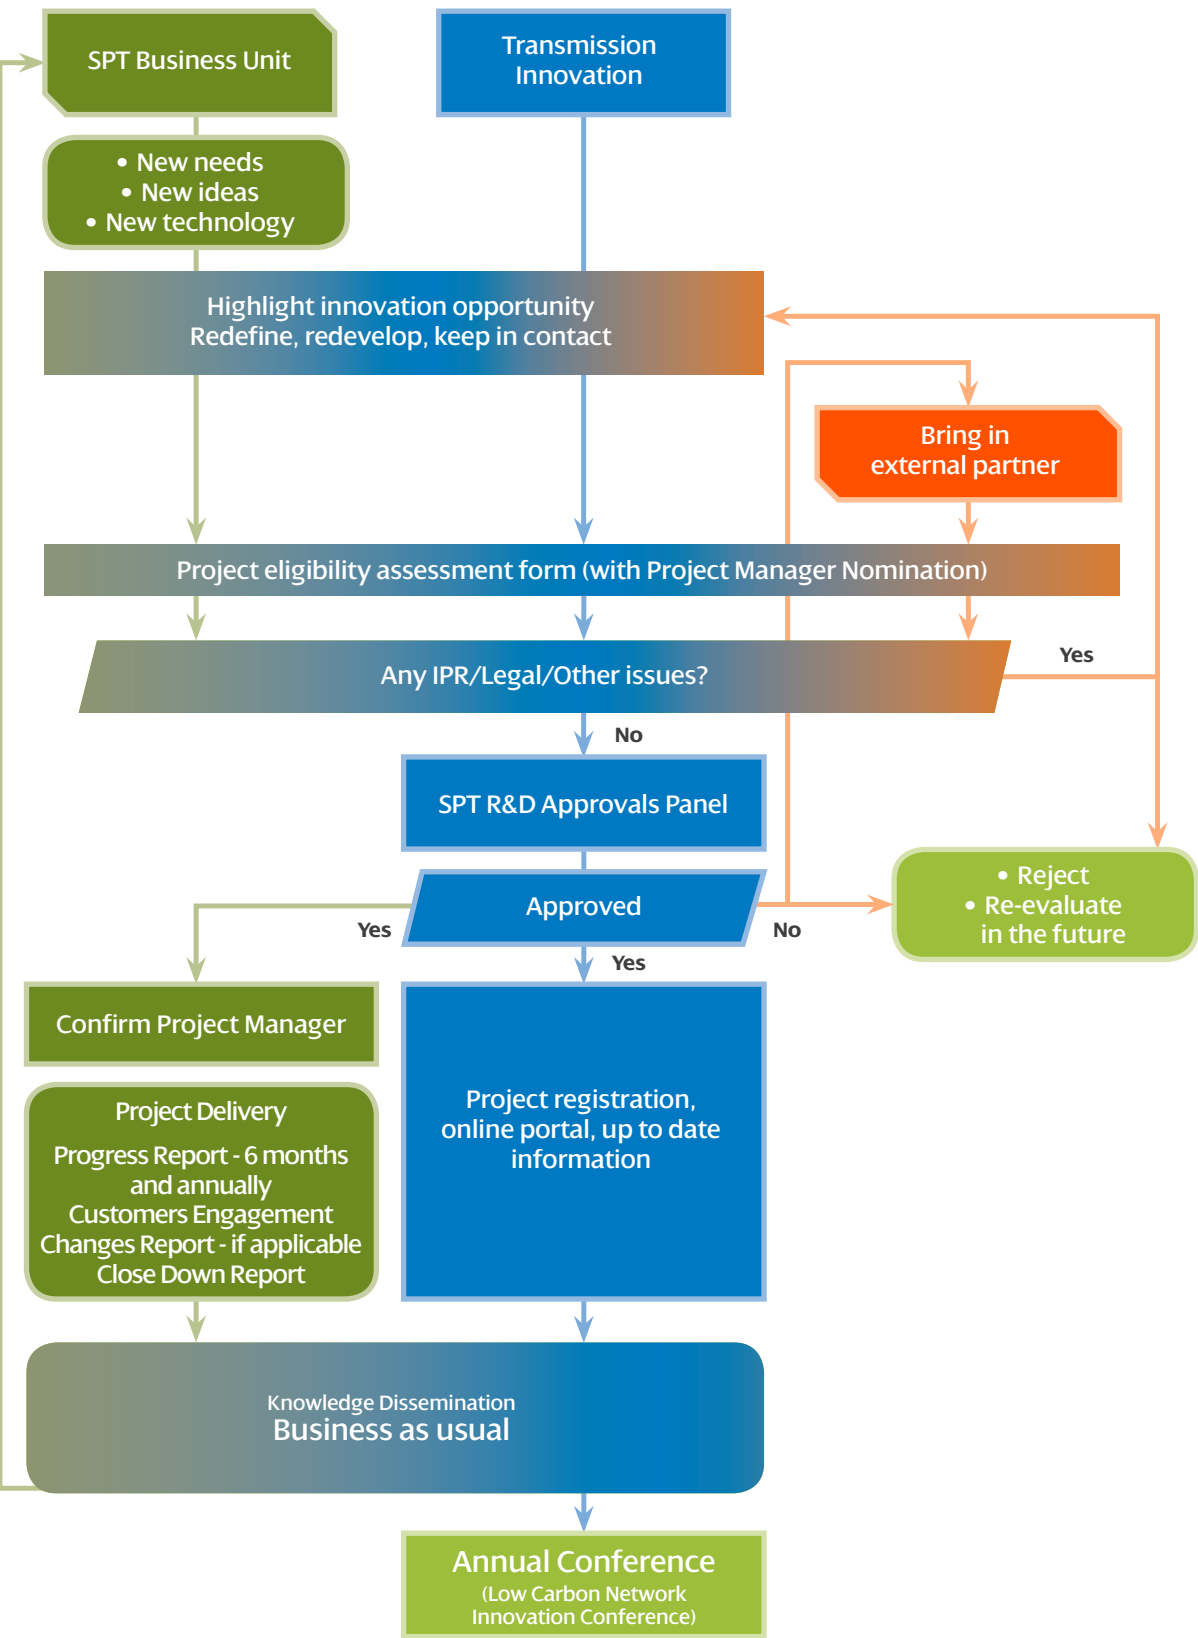 SPT Business Unit
Transmission
Innovation
• New needs
• New ideas
• New technology
Highlight innovation opportunity
Redefine, redevelop, keep in contact
Bring in
external partner
Project eligibility assessment form (with Project Manager Nomination)
Any IPR/Legal/Other issues?
Yes
No
SPT R&D Approvals Panel
Approved
Yes
No
Yes
• Reject
• Re-evaluate
in the future
Confirm Project Manager
Project Delivery
Progress Report - 6 months
and annually
Customers Engagement
Changes Report - if applicable
Close Down Report
Project registration,
online portal, up to date
information
Knowledge Dissemination
Business as usual
Annual Conference
(Low Carbon Network
Innovation Conference)